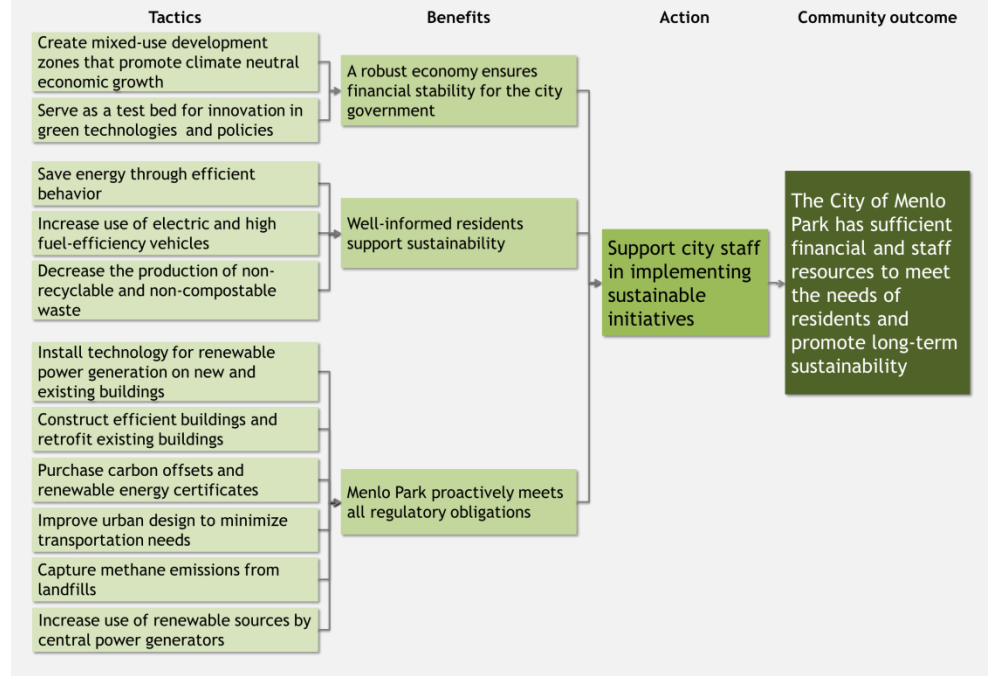 Tactics
Benefits
Action
Community outcome
Create mixed-use development
zones that promote climate neutral
economic growth
Serve as a test bed for innovation in
green technologies and policies
A robust economy ensures
financial stability for the city
government
Save energy through efficient
behavior
Increase use of electric and high
fuel-efficiency vehicles
Decrease the production of non-
recyclable and non-compostable
waste
Well-informed residents
support sustainability
Install technology for renewable
power generation on new and
existing buildings
Construct efficient buildings and
retrofit existing buildings
Purchase carbon offsets and
renewable energy certificates
Improve urban design to minimize
transportation needs
Capture methane emissions from
landfills
Increase use of renewable sources by
central power generators
Menlo Park proactively meets
all regulatory obligations
Support city staff
in implementing
sustainable
initiatives
The City of Menlo
Park has sufficient
financial and staff
resources to meet
the needs of
residents and
promote long-term
sustainability